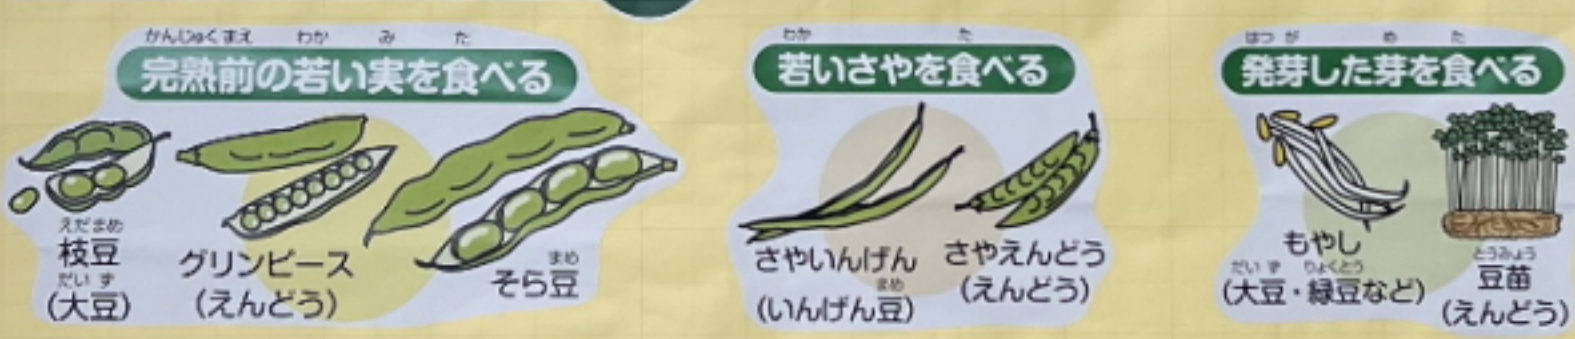 かんじゅくまえ わか み た
完熟前の若い実を食べる
えだまめ
枝豆
だいず
(大豆)
グリンピース
(えんどう)
まめ
そら豆
わか た
若いさやを食べる
さやいんげん
まめ
(いんげん豆)
さやえんどう
(えんどう)
はつが め た
発芽した芽を食べる
もやし
だいず りょくとう
(大豆・緑豆など)
とうみょう
豆苗
(えんどう)